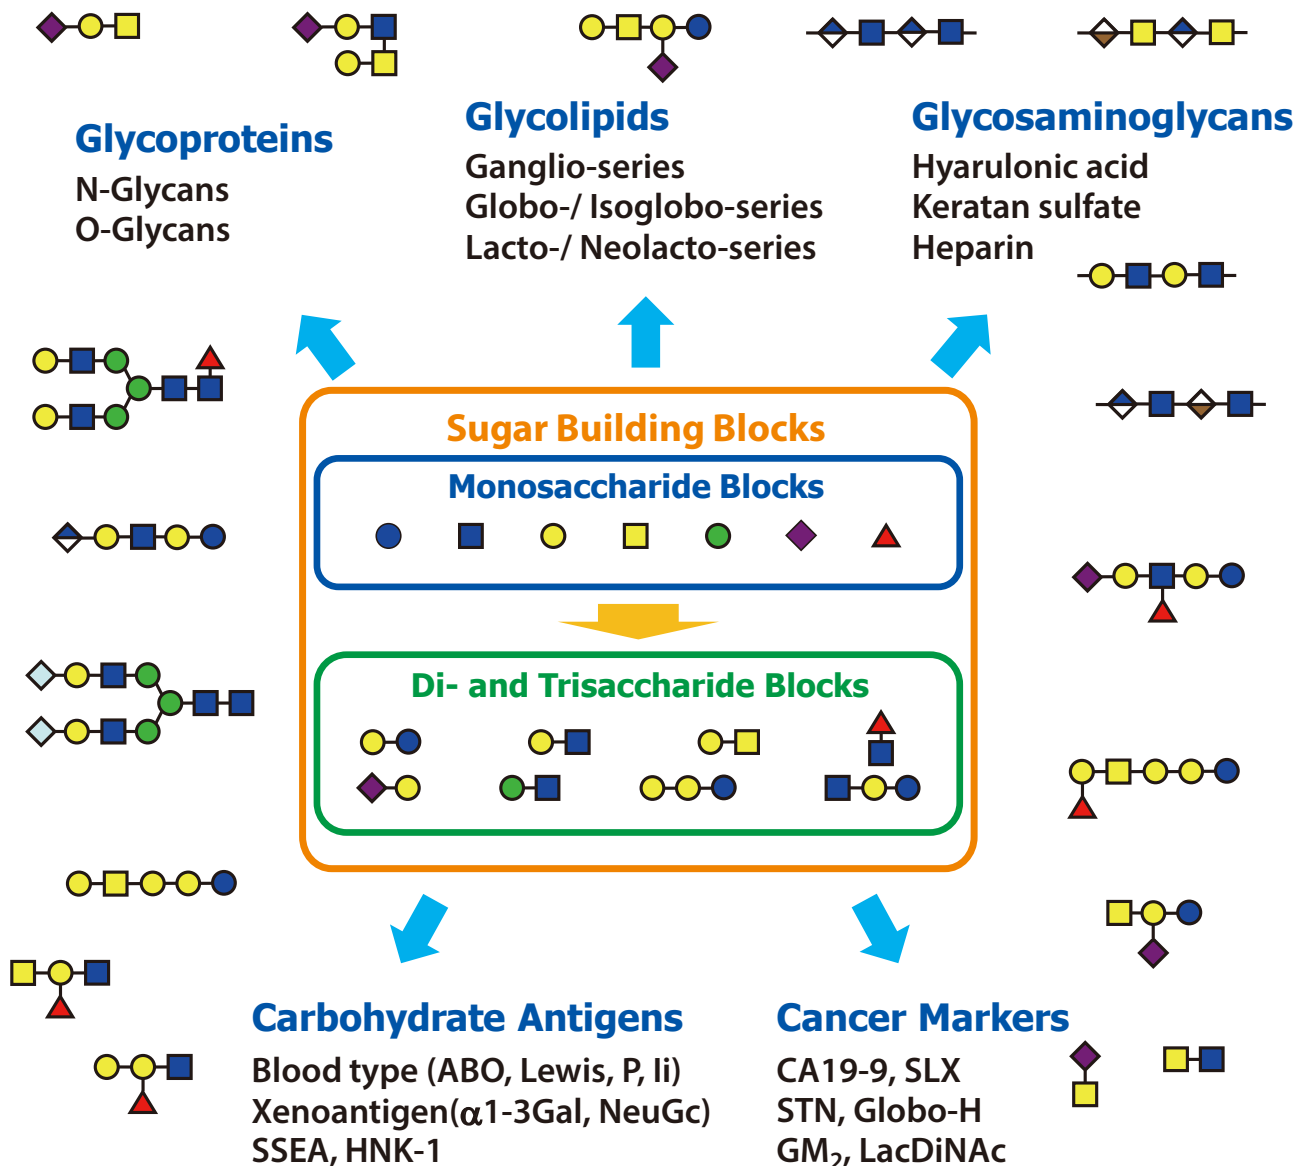 Glycoproteins
N-Glycans
O-Glycans
Glycolipids
Ganglio-series
Globo-/ Isoglobo-series
Lacto-/ Neolacto-series
Glycosaminoglycans
Hyarulonic acid
Keratan sulfate
Heparin
Sugar Building Blocks
Monosaccharide Blocks
Di- and Trisaccharide Blocks
Carbohydrate Antigens
Blood type (ABO, Lewis, P, Ii)
Xenoantigen(α1-3Gal, NeuGc)
SSEA, HNK-1
Cancer Markers
CA19-9, SLX
STN, Globo-H
GM₂, LacDiNAc